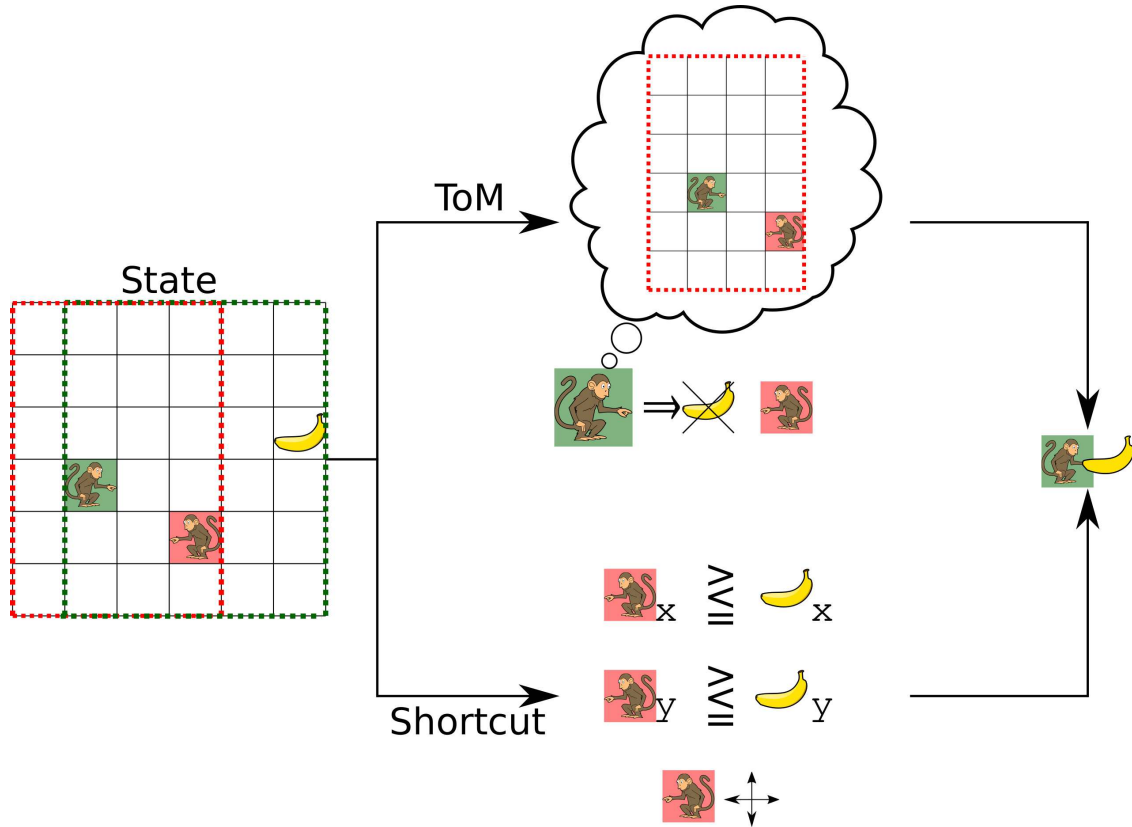 ToM
State
⇒
x
>
<
=
x
y
>
<
=
y
Shortcut